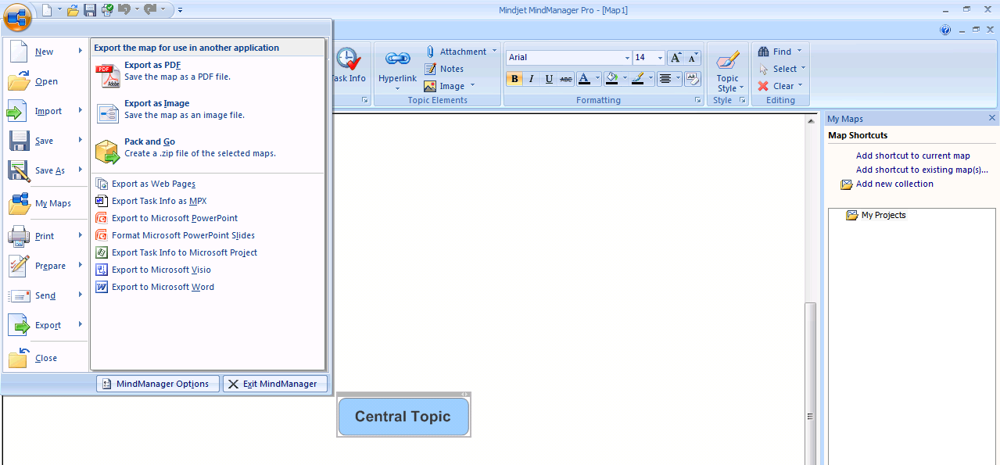 Mindjet MindManager Pro - [Map1]
New
Open
Import
Save
Save As
My Maps
Print
Prepare
Send
Export
Close
Export the map for use in another application
PDF
Adobe
Export as PDF
Save the map as a PDF file.
Export as Image
Save the map as an image file.
Pack and Go
Create a .zip file of the selected maps.
Export as Web Pages
Export Task Info as MPX
Export to Microsoft PowerPoint
Format Microsoft PowerPoint Slides
Export Task Info to Microsoft Project
Export to Microsoft Visio
Export to Microsoft Word
MindManager Options
Exit MindManager
Task Info
Hyperlink
Attachment
Notes
Image
Topic Elements
Arial
14
A A
B I U ABC A
Formatting
Topic
Style
Style
Find
Select
Clear
Editing
Central Topic
My Maps
Map Shortcuts
Add shortcut to current map
Add shortcut to existing map(s)...
Add new collection
My Projects